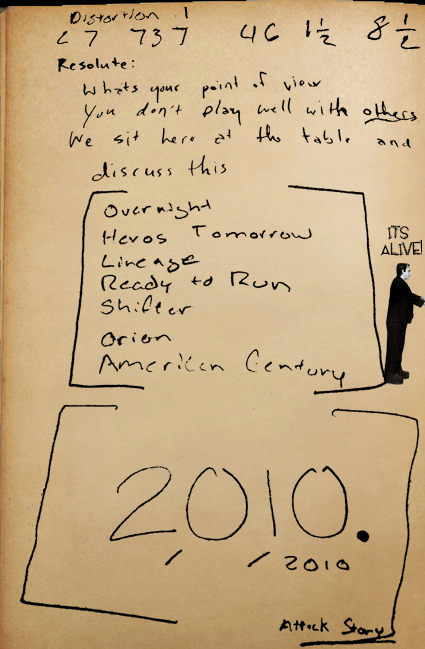 Distortion 1
47 737 46 1½ 8½
Resolute:
Whats your point of view
You don't play well with others
We sit here at the table and
discuss this
Overnight
Heros Tomorrow
Lineage
Ready to Run
Shifter
Orion
American Century
ITS
ALIVE!
2010.
2010
Attack Story